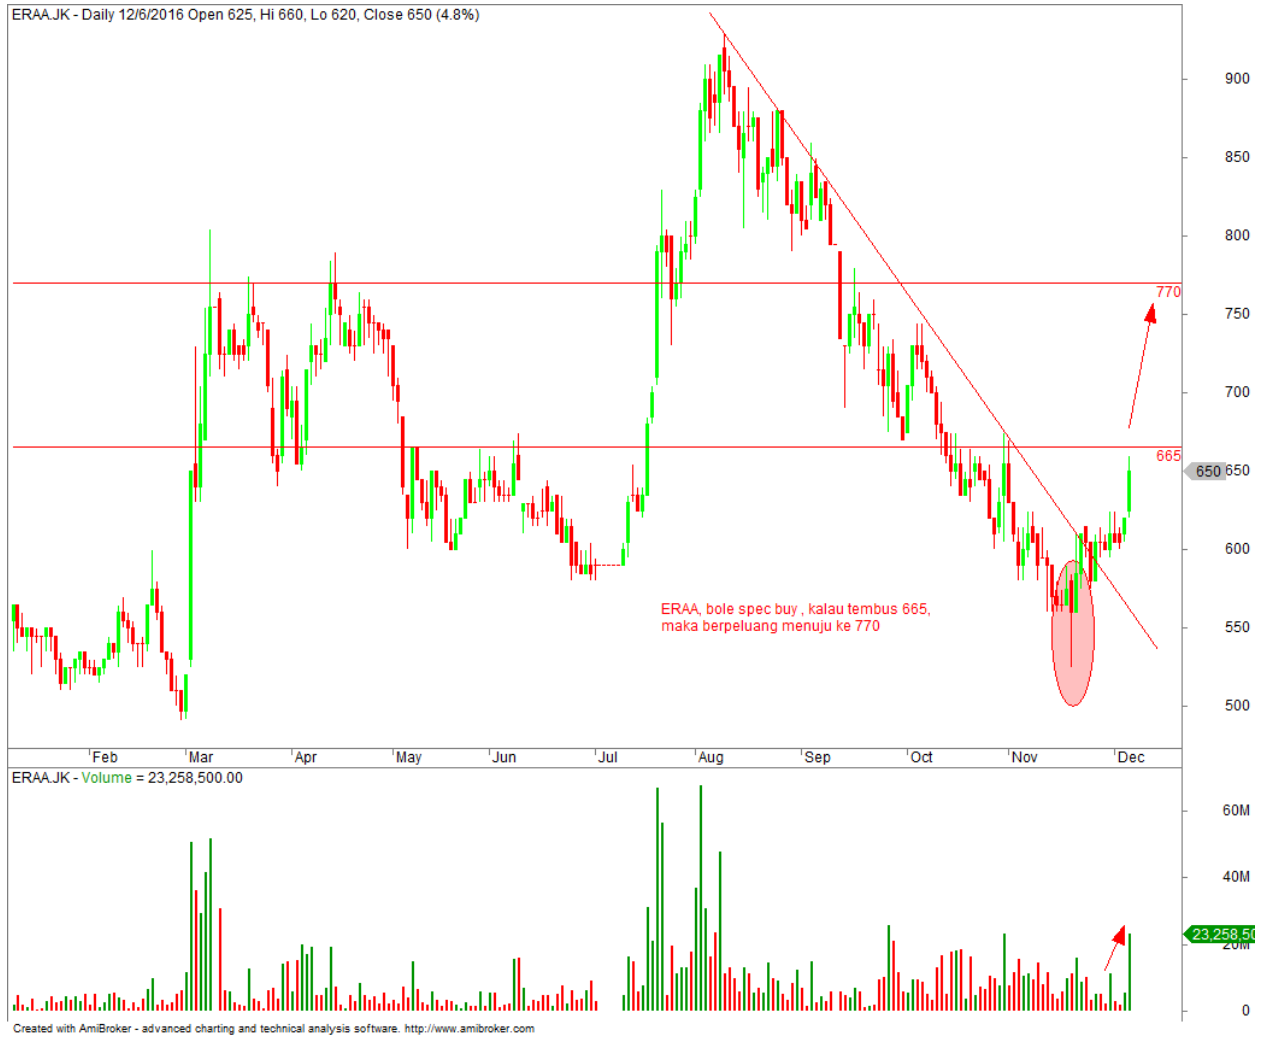 ERAA.JK - Daily 12/6/2016 Open 625, Hi 660, Lo 620, Close 650 (4.8%)
900
850
800
770
750
700
665
650 650
600
ERAA, bole spec buy , kalau tembus 665,
maka berpeluang menuju ke 770
550
500
Feb Mar Apr May Jun Jul Aug Sep Oct Nov Dec
ERAA.JK - Volume = 23,258,500.00
60M
40M
23,258,50
20M
0
Created with AmiBroker - advanced charting and technical analysis software. http://www.amibroker.com